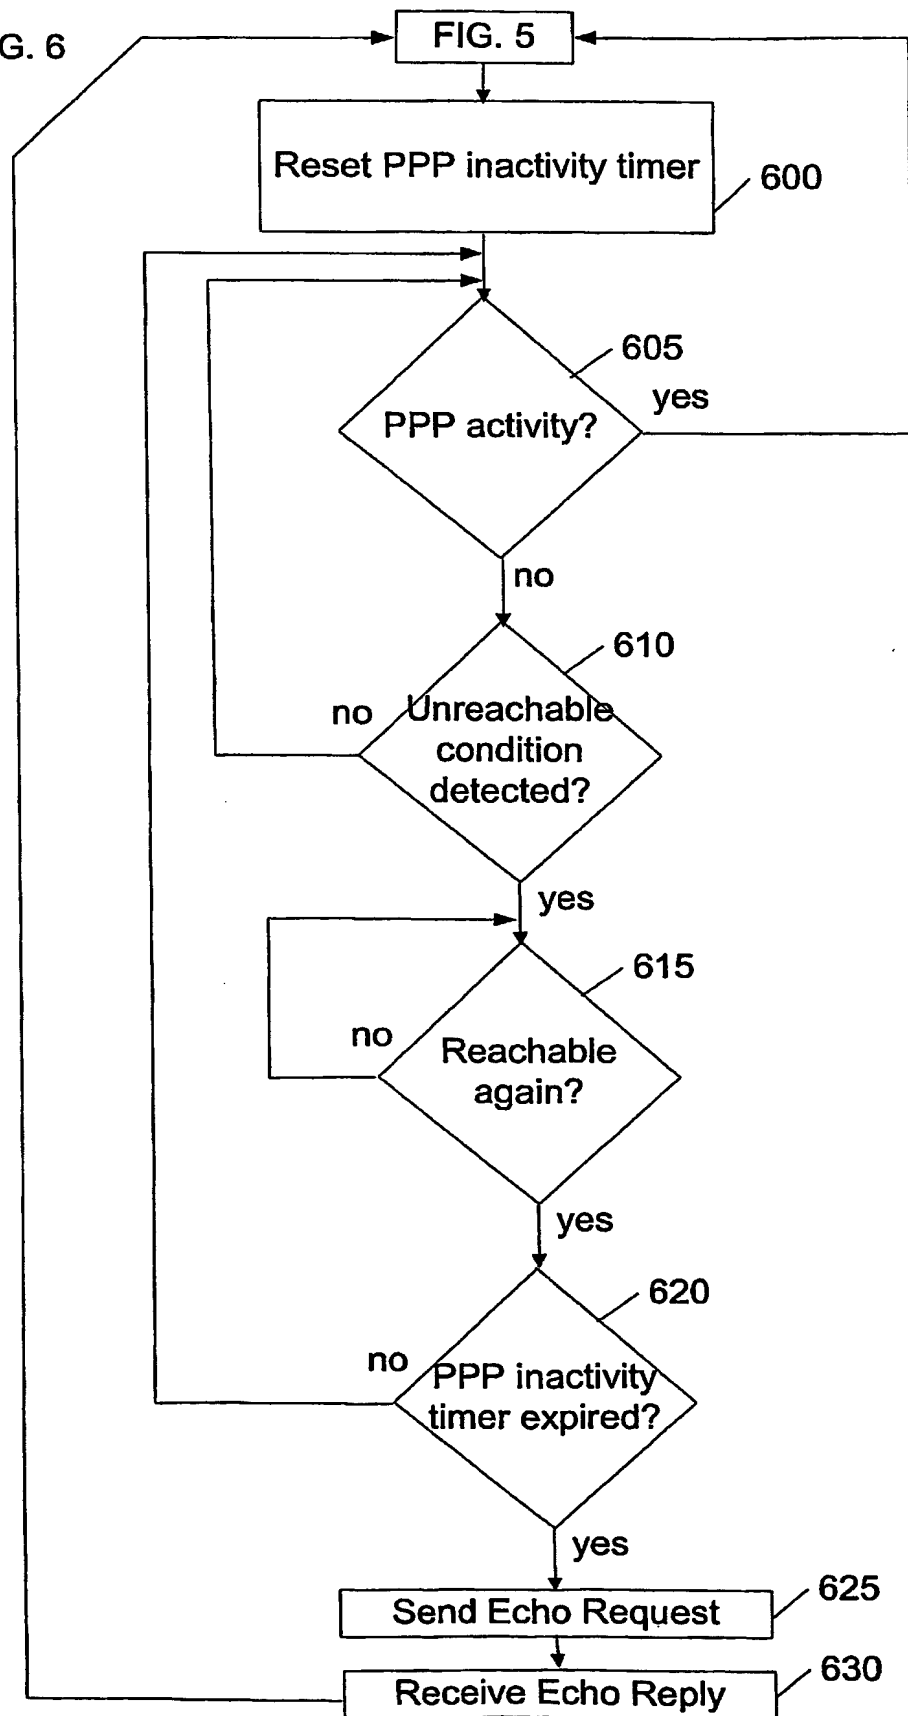 G. 6
FIG. 5
Reset PPP inactivity timer
600
605
yes
PPP activity?
no
610
no
Unreachable
condition
detected?
yes
615
no
Reachable
again?
yes
620
no
PPP inactivity
timer expired?
yes
625
Send Echo Request
630
Receive Echo Reply